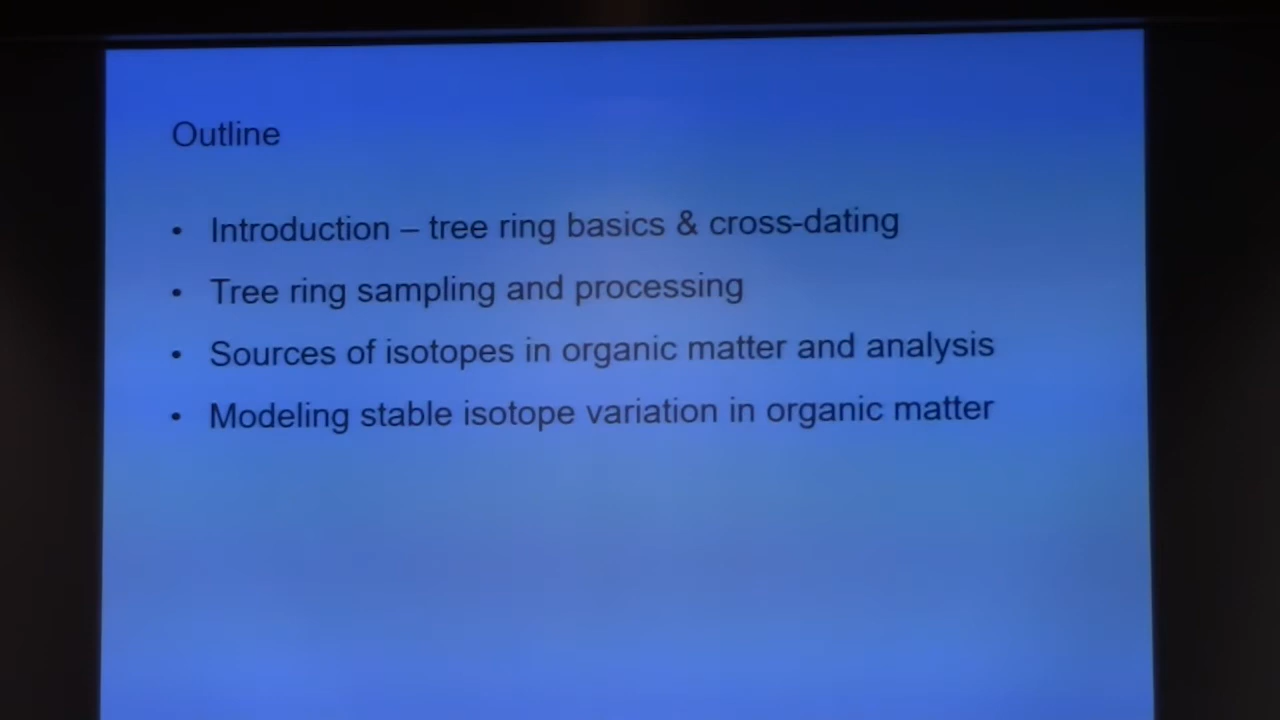 Outline
• Introduction – tree ring basics & cross-dating
• Tree ring sampling and processing
• Sources of isotopes in organic matter and analysis
• Modeling stable isotope variation in organic matter